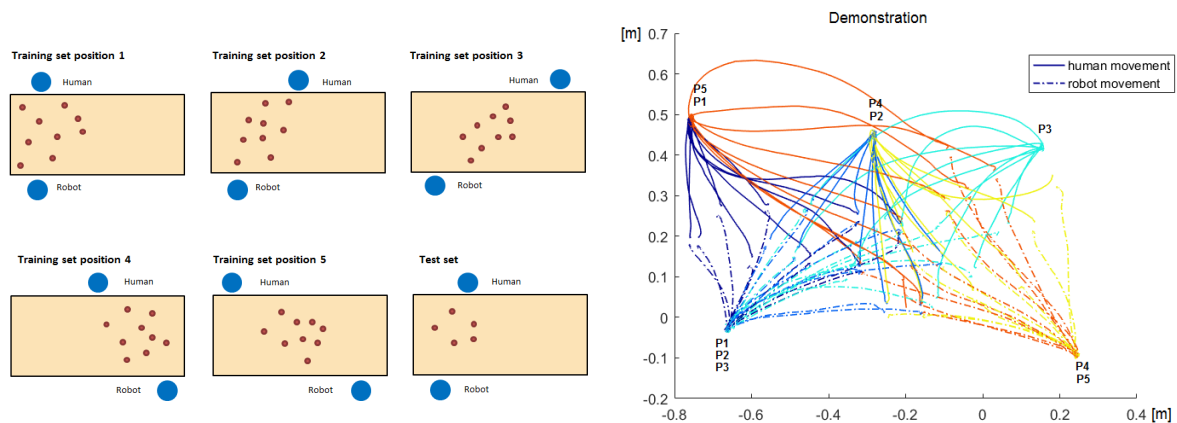 Training set position 1
Human
Robot
Training set position 2
Human
Robot
Training set position 3
Human
Robot
Training set position 4
Human
Robot
Training set position 5
Human
Robot
Test set
Human
Robot
Demonstration
[m]
0.7
0.6
0.5
0.4
0.3
0.2
0.1
0
-0.1
-0.2
-0.8
-0.6
-0.4
-0.2
0
0.2
0.4
[m]
human movement
robot movement
P5
P1
P4
P2
P3
P1
P2
P3
P4
P5